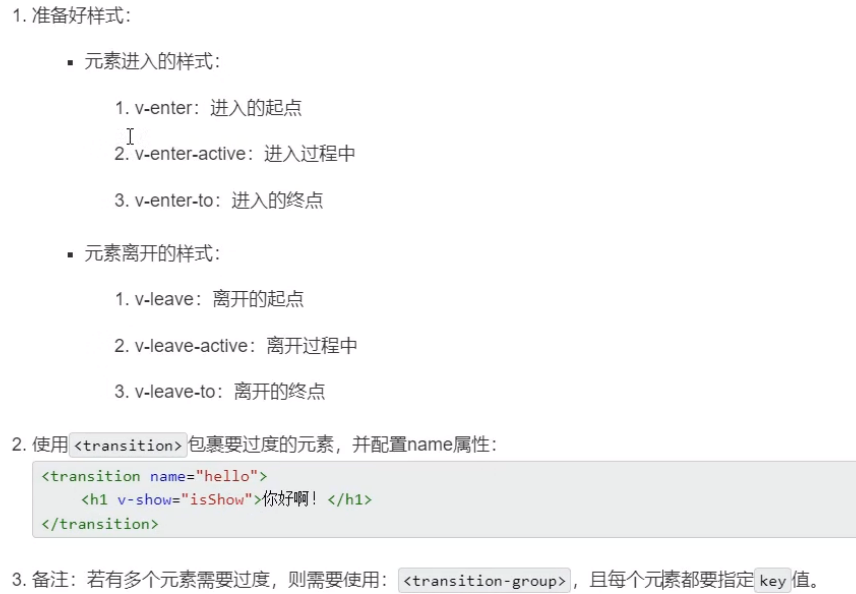 1. 准备好样式：
▪ 元素进入的样式：
1. v-enter：进入的起点
2. v-enter-active：进入过程中
3. v-enter-to：进入的终点
▪ 元素离开的样式：
1. v-leave：离开的起点
2. v-leave-active：离开过程中
3. v-leave-to：离开的终点
2. 使用<transition>包裹要过度的元素，并配置name属性：
<transition name="hello">
    <h1 v-show="isShow">你好啊！</h1>
</transition>
3. 备注：若有多个元素需要过度，则需要使用：<transition-group>，且每个元素都要指定key值。